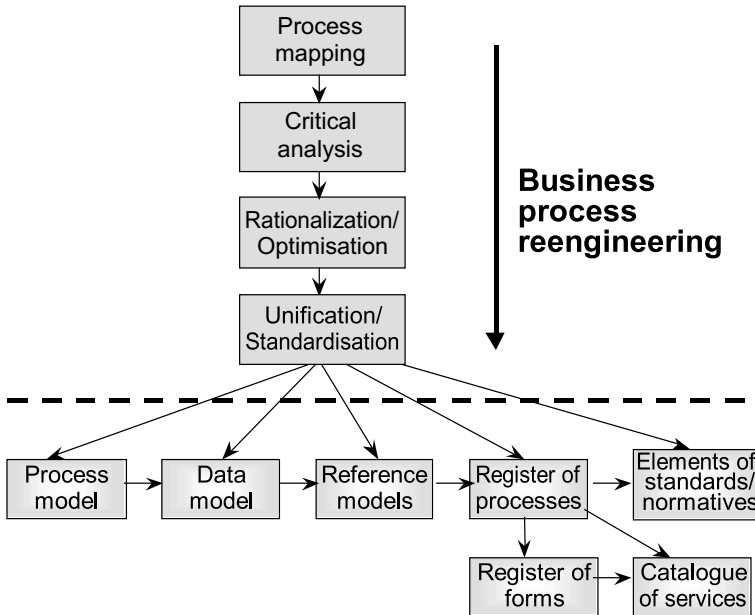 Process
mapping
Critical
analysis
Rationalization/
Optimisation
Unification/
Standardisation
Business
process
reengineering
Process
model
Data
model
Reference
models
Register of
processes
Elements of
standards/
normatives
Register of
forms
Catalogue
of services